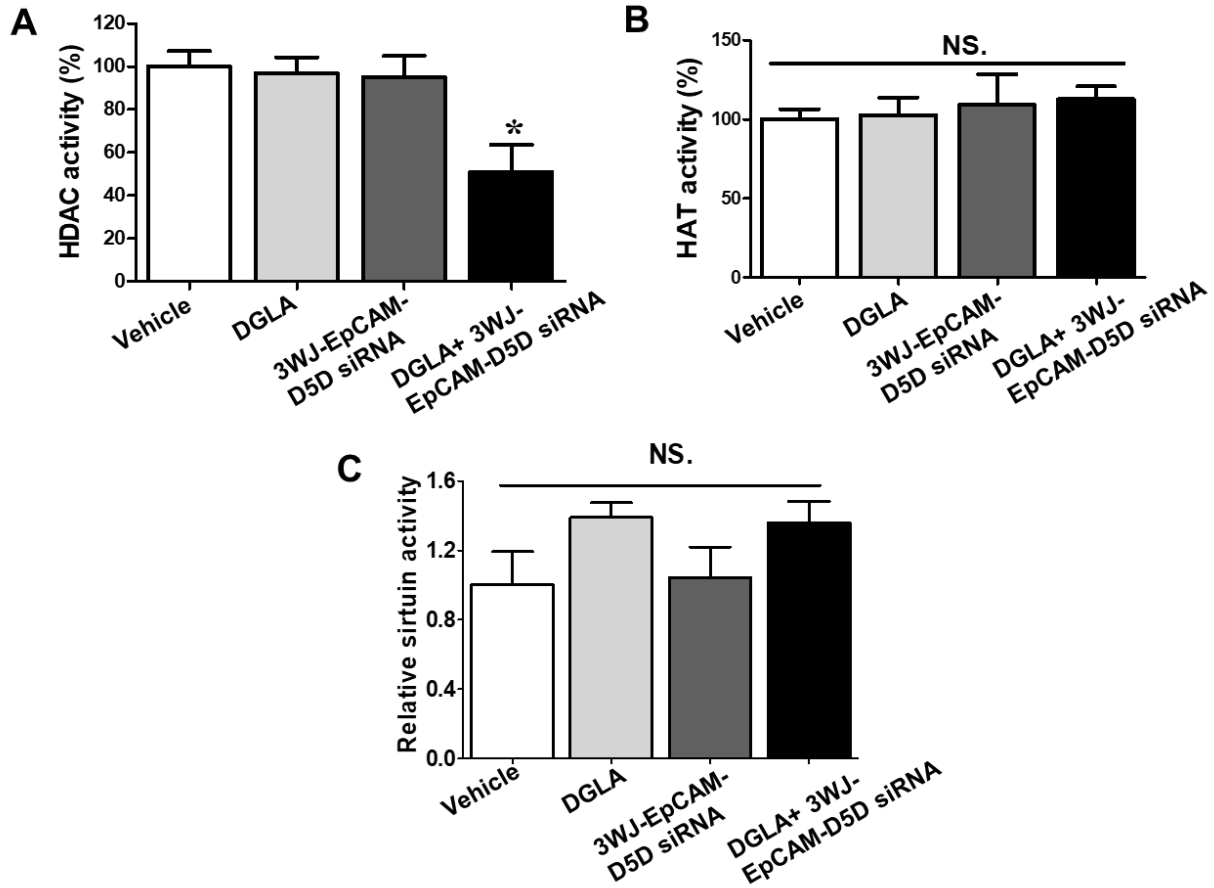 A
HDAC activity (%)
120
100
80
60
40
20
0
*
Vehicle
DGLA
3WJ-EpCAM-
D5D siRNA
DGLA+ 3WJ-
EpCAM-D5D siRNA
B
HAT activity (%)
150
100
50
0
NS.
Vehicle
DGLA
3WJ-EpCAM-
D5D siRNA
DGLA+ 3WJ-
EpCAM-D5D siRNA
C
Relative sirtuin activity
1.6
1.2
0.8
0.4
0.0
NS.
Vehicle
DGLA
3WJ-EpCAM-
D5D siRNA
DGLA+ 3WJ-
EpCAM-D5D siRNA